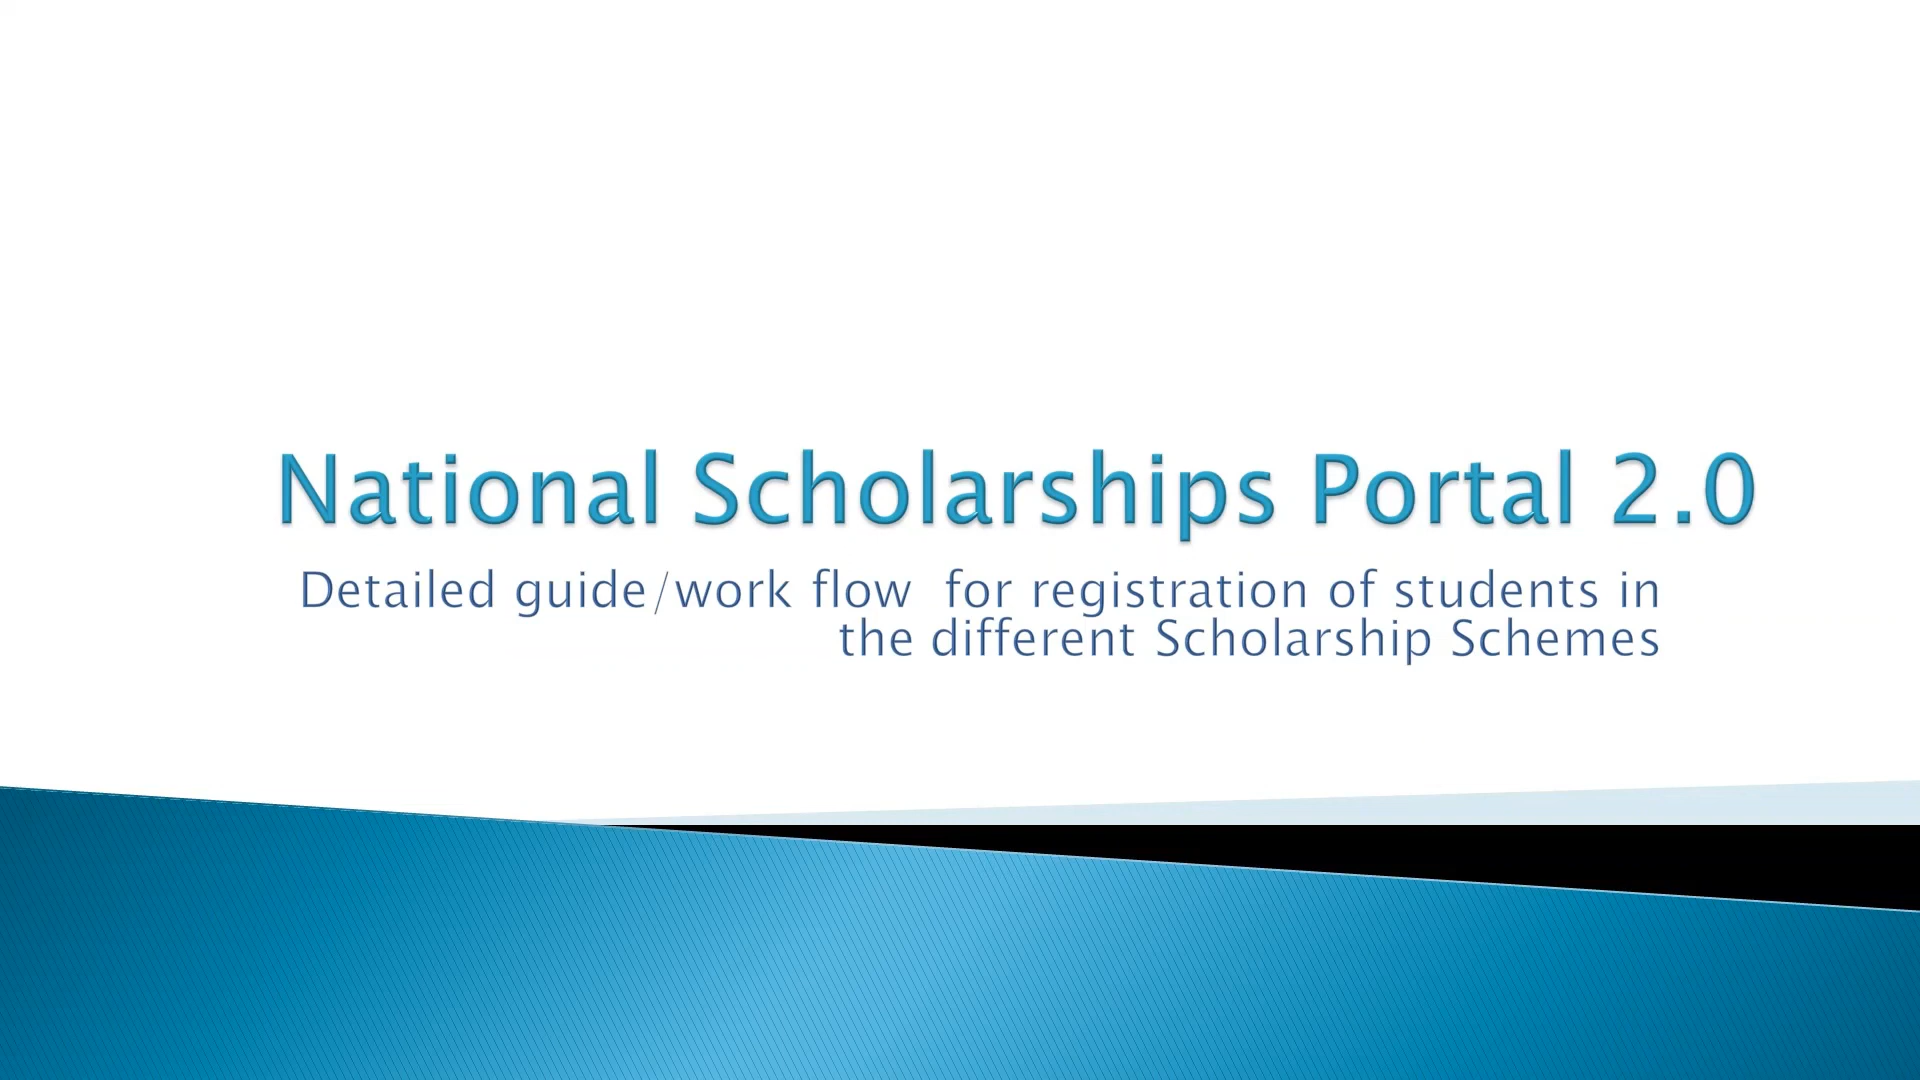 National Scholarships Portal 2.0
Detailed guide/work flow  for registration of students in
the different Scholarship Schemes